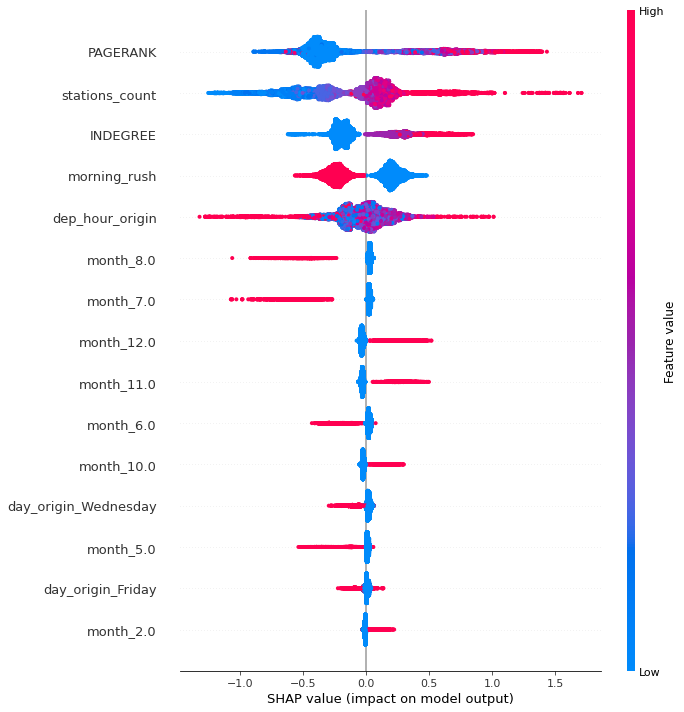 High
PAGERANK
stations_count
INDEGREE
morning_rush
dep_hour_origin
month_8.0
month_7.0
month_12.0
month_11.0
month_6.0
month_10.0
day_origin_Wednesday
month_5.0
day_origin_Friday
month_2.0
Feature value
Low
−1.0 −0.5 0.0 0.5 1.0 1.5
SHAP value (impact on model output)